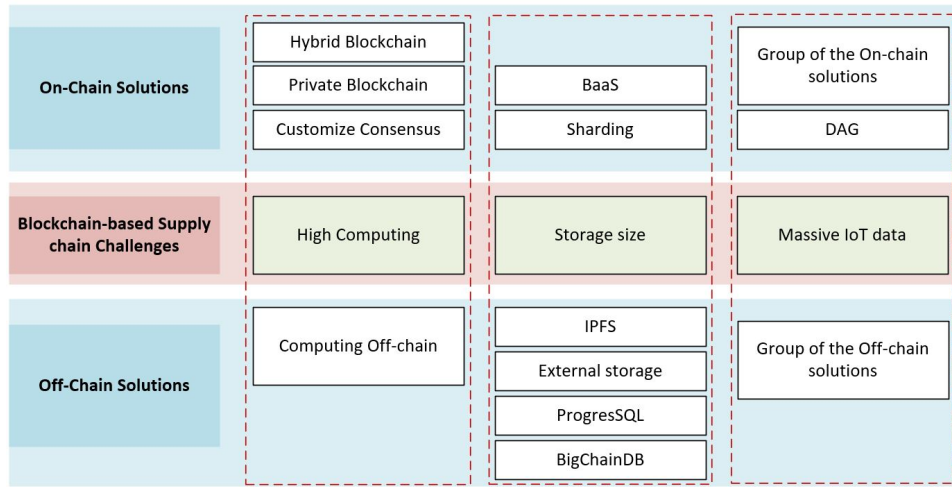 On-Chain Solutions
Hybrid Blockchain
Private Blockchain
Customize Consensus
BaaS
Sharding
Group of the On-chain
solutions
DAG
Blockchain-based Supply
chain Challenges
High Computing
Storage size
Massive IoT data
Off-Chain Solutions
Computing Off-chain
IPFS
External storage
ProgresSQL
BigChainDB
Group of the Off-chain
solutions